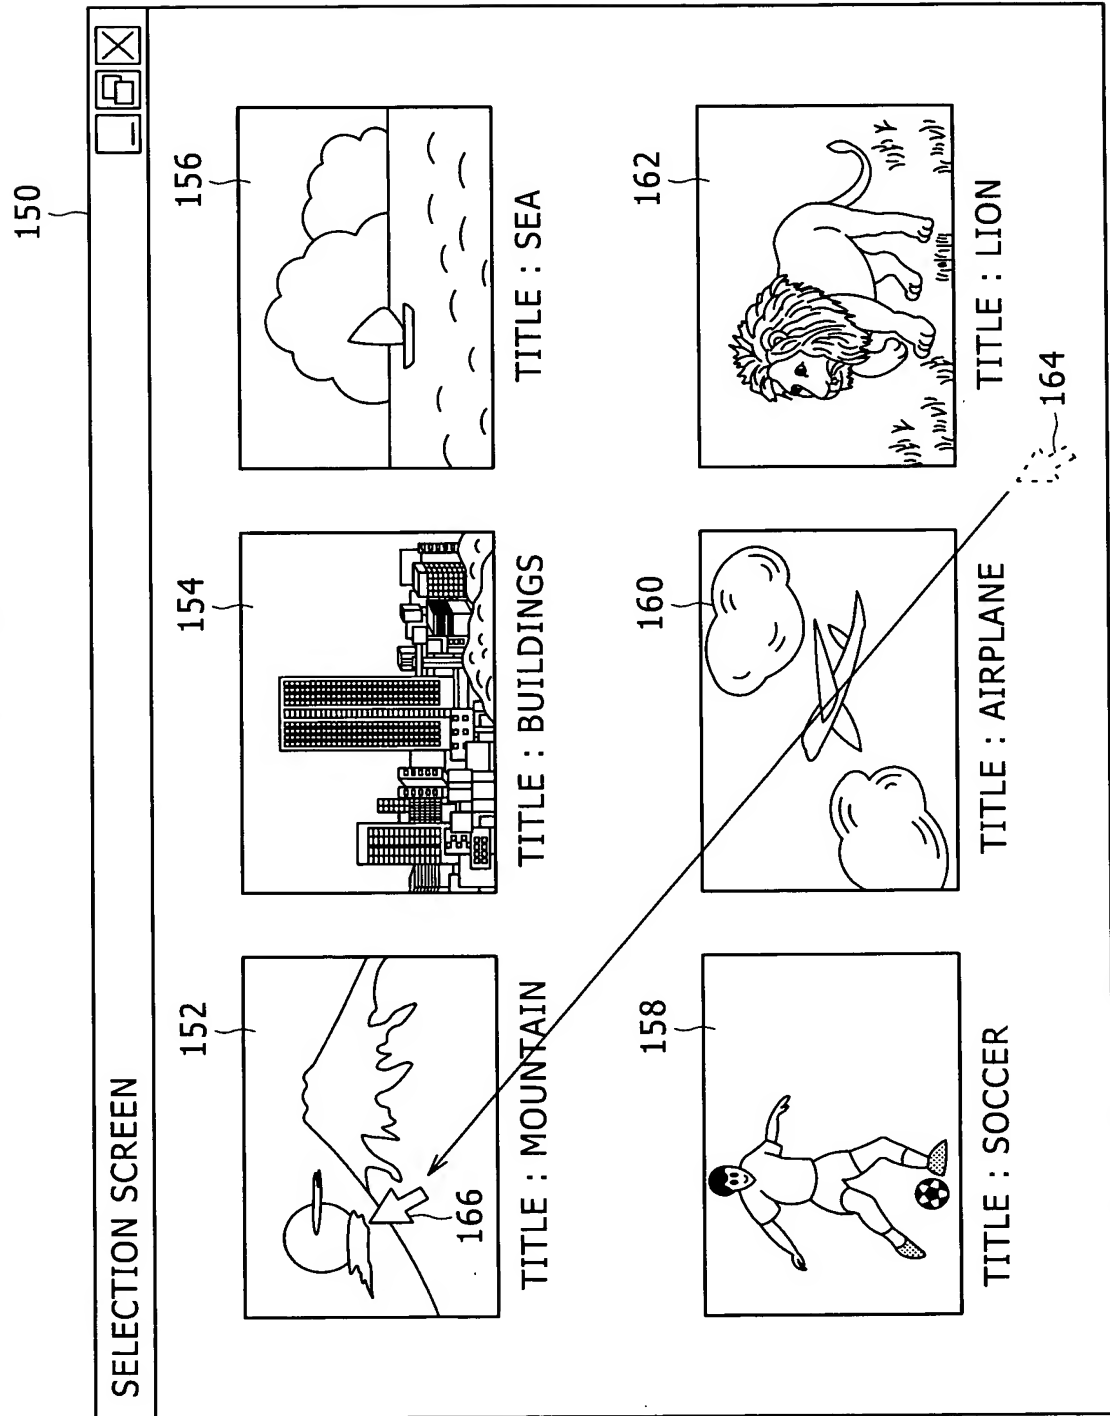 150
SELECTION SCREEN
152
154
156
166
TITLE : MOUNTAIN
TITLE : BUILDINGS
TITLE : SEA
158
160
162
TITLE : SOCCER
TITLE : AIRPLANE
TITLE : LION
164